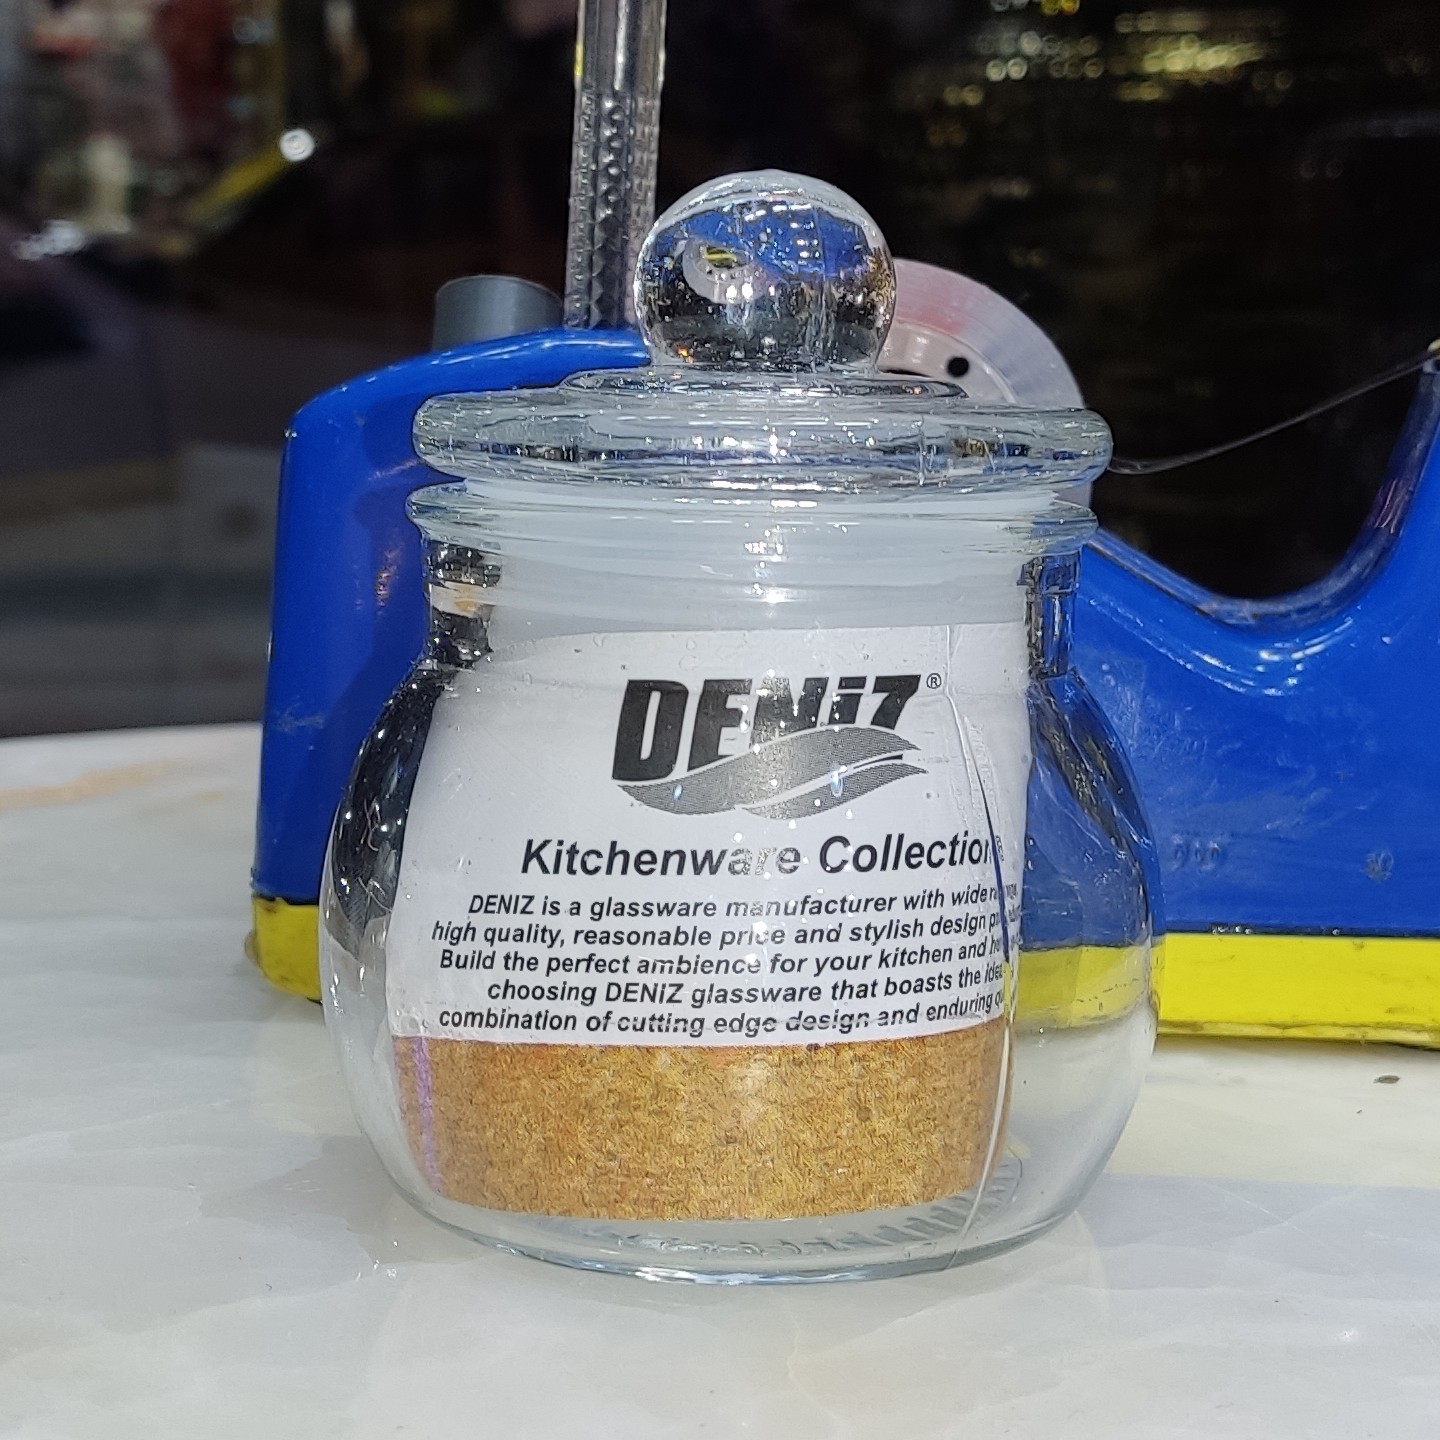 DENiZ®
Kitchenware Collection
DENIZ is a glassware manufacturer with wide
high quality, reasonable price and stylish design
Build the perfect ambience for your kitchen and
choosing DENiZ glassware that boasts the
combination of cutting edge design and enduring